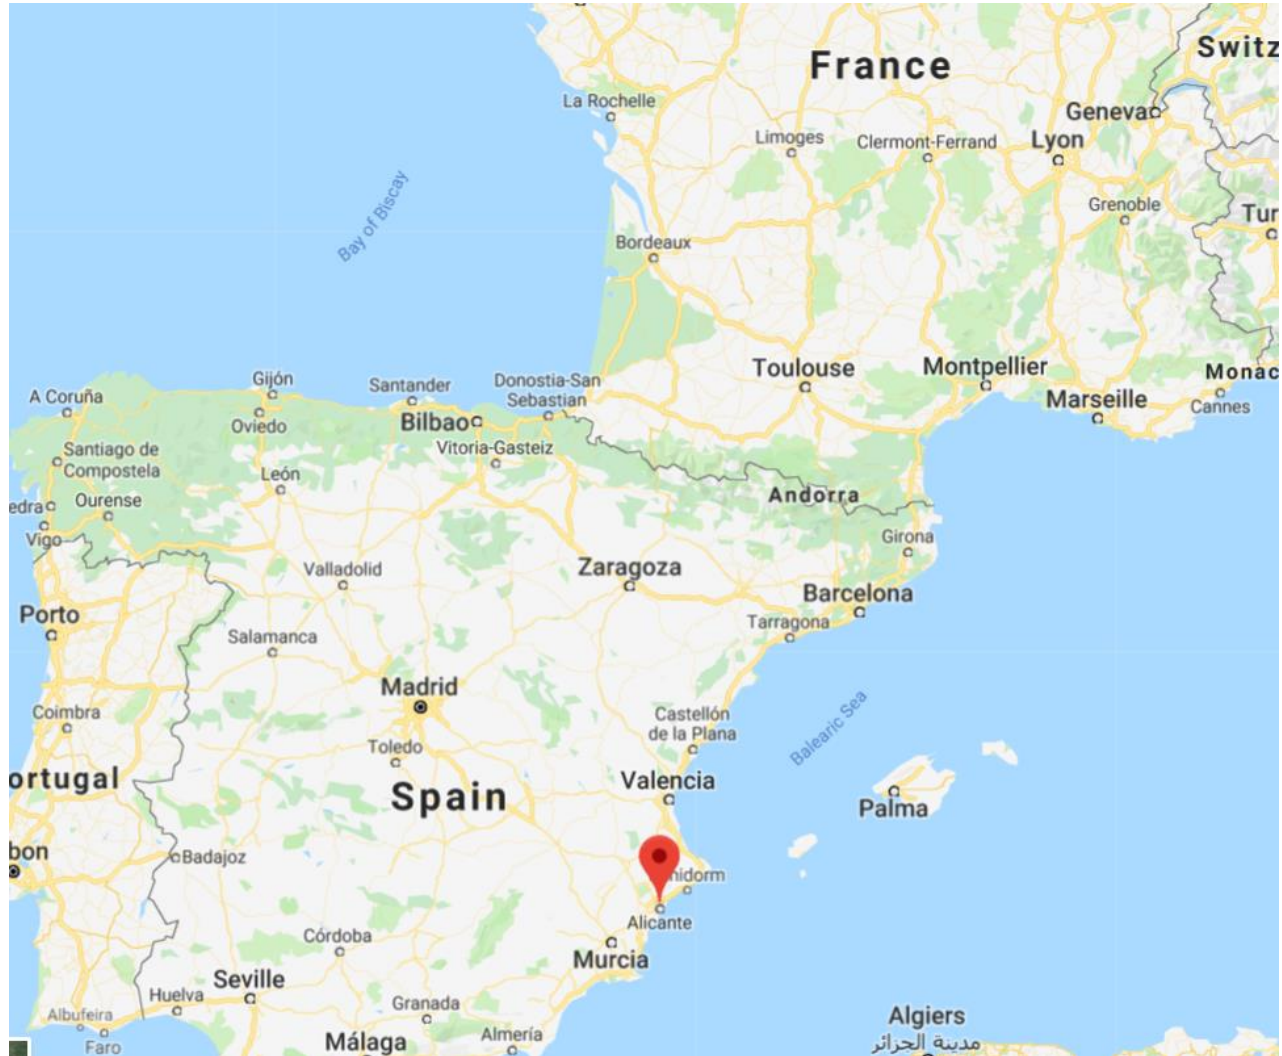 France
Switz
La Rochelle
Geneva
Limoges
Clermont-Ferrand
Lyon
Bay of Biscay
Grenoble
Tur
Bordeaux
Toulouse
Montpellier
Monac
Gijón
Santander
Donostia-San
Sebastian
A Coruña
Marseille
Cannes
Bilbao
Oviedo
Vitoria-Gasteiz
Santiago de
Compostela
León
Andorra
Ourense
edra
Vigo
Girona
Valladolid
Zaragoza
Barcelona
Porto
Tarragona
Salamanca
Madrid
Coimbra
Castellón
de la Plana
Balearic Sea
Toledo
ortugal
Spain
Valencia
Palma
bon
Badajoz
nidorm
Alicante
Córdoba
Murcia
Seville
Huelva
Granada
Albufeira
Algiers
مدينة الجزائر
Málaga
Almería
Faro